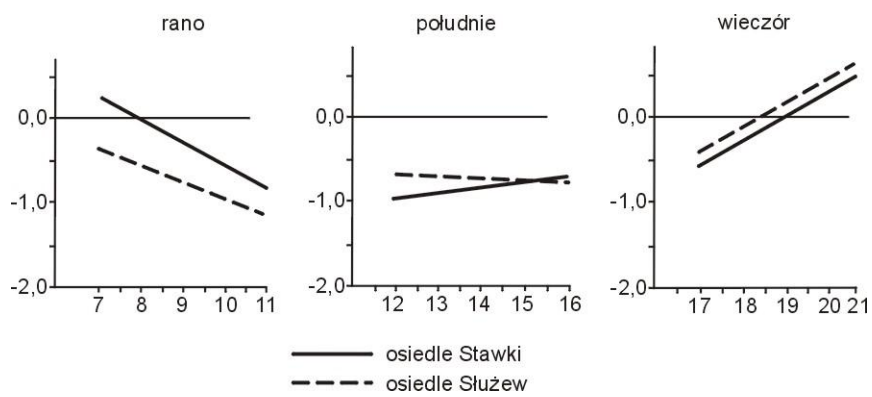 rano południe wieczór
0,0 0,0 0,0
-1,0 -1,0 -1,0
-2,0 -2,0 -2,0
7 8 9 10 11 12 13 14 15 16 17 18 19 20 21
osiedle Stawki
osiedle Służew